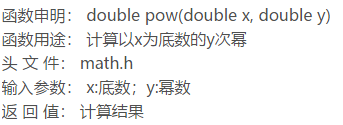 函数申明： double pow(double x, double y)
函数用途： 计算以x为底数的y次幂
头 文 件： math.h
输入参数： x:底数；y:幂数
返 回 值： 计算结果